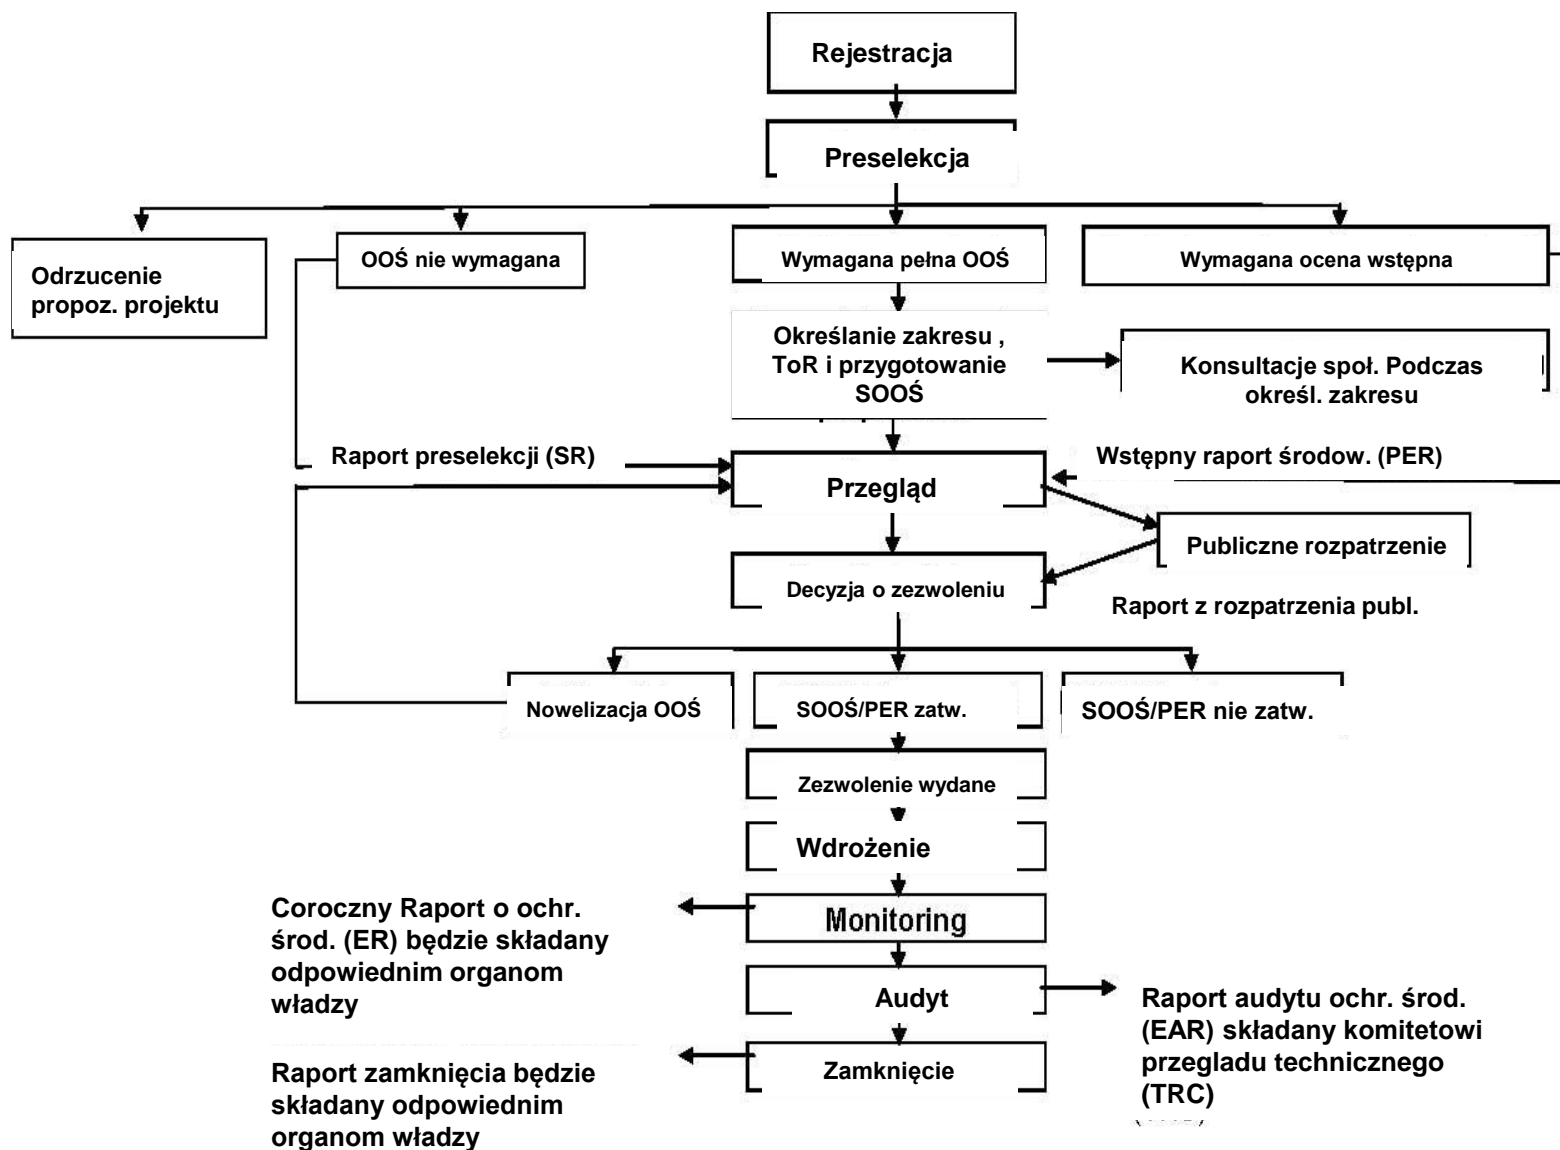 Rejestracja
Preselekcja
Odrzucenie
propoz. projektu
OOŚ nie wymagana
Wymagana pełna OOŚ
Wymagana ocena wstępna
Określanie zakresu ,
ToR i przygotowanie
SOOŚ
Konsultacje społ. Podczas
określ. zakresu
Raport preselekcji (SR)
Wstępny raport środow. (PER)
Przegląd
Publiczne rozpatrzenie
Decyzja o zezwoleniu
Raport z rozpatrzenia publ.
Nowelizacja OOŚ
SOOŚ/PER zatw.
SOOŚ/PER nie zatw.
Zezwolenie wydane
Wdrożenie
Monitoring
Coroczny Raport o ochr.
środ. (ER) będzie składany
odpowiednim organom
władzy
Audyt
Raport audytu ochr. środ.
(EAR) składany komitetowi
przegladu technicznego
(TRC)
Zamknięcie
Raport zamknięcia będzie
składany odpowiednim
organom władzy